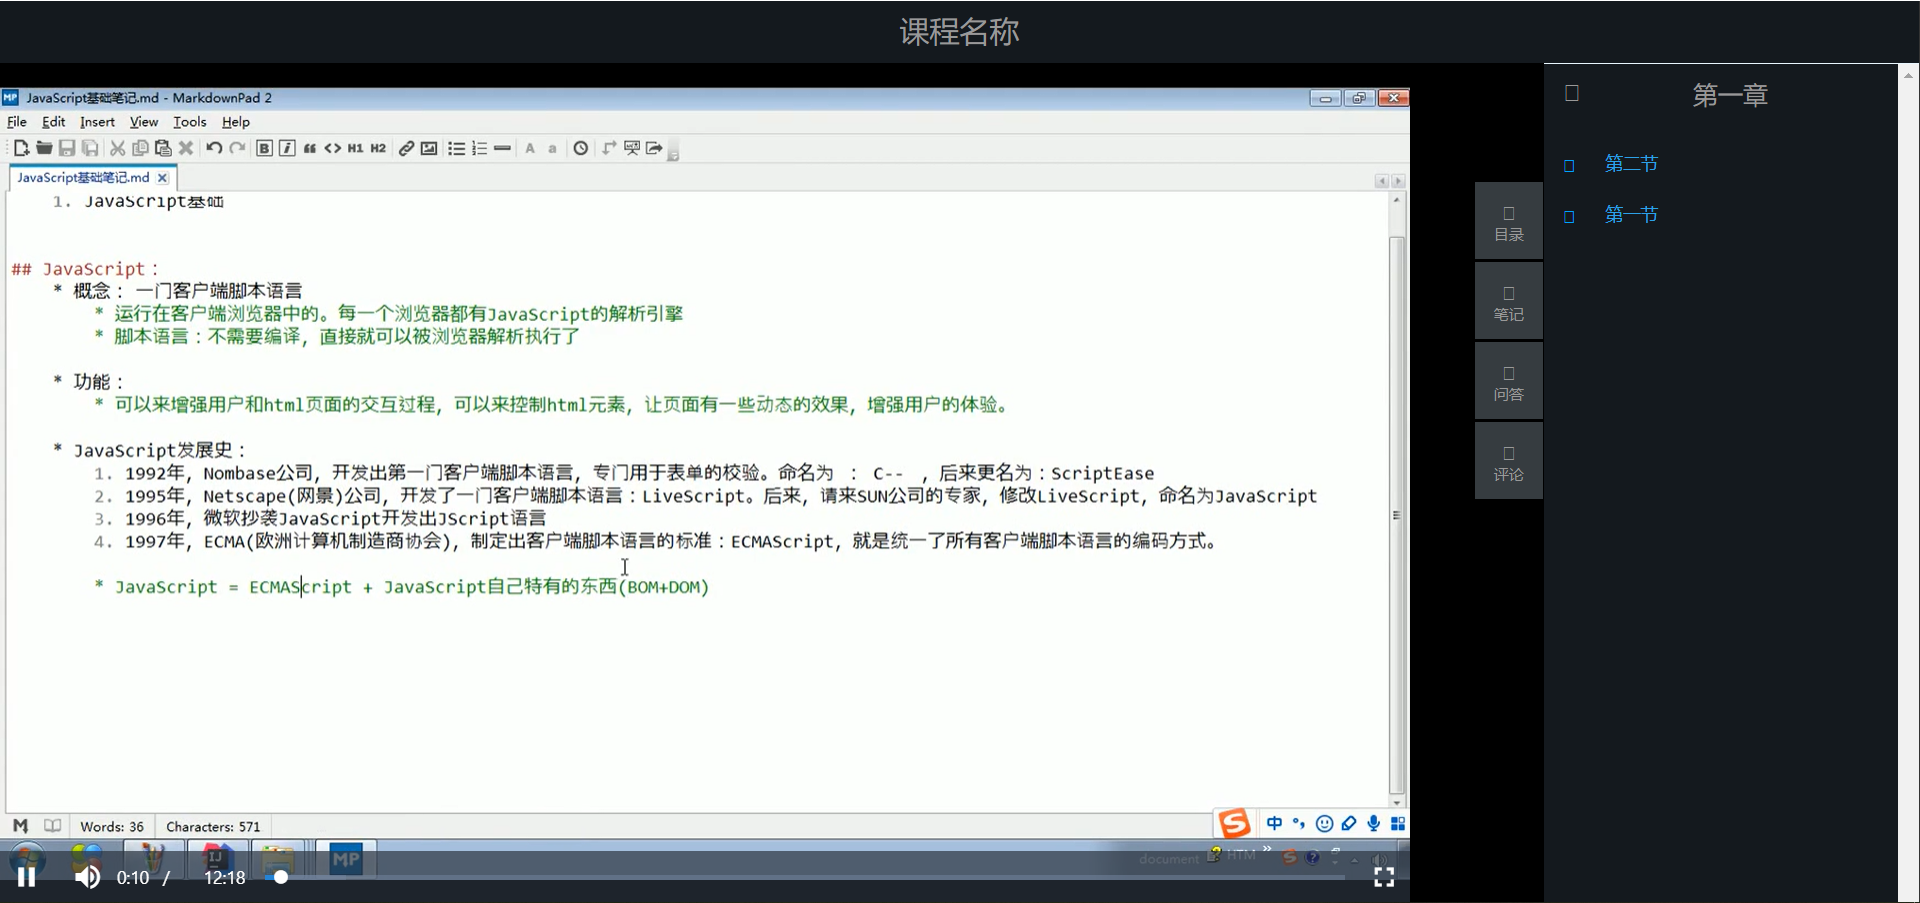 课程名称
JavaScript基础笔记.md - MarkdownPad 2
File Edit Insert View Tools Help
B i H1 H2 A a
JavaScript基础笔记.md
1. JavaScript基础
## JavaScript：
* 概念： 一门客户端脚本语言
* 运行在客户端浏览器中的。每一个浏览器都有JavaScript的解析引擎
* 脚本语言：不需要编译，直接就可以被浏览器解析执行了
* 功能：
* 可以来增强用户和html页面的交互过程，可以来控制html元素，让页面有一些动态的效果，增强用户的体验。
* JavaScript发展史：
1. 1992年，Nombase公司，开发出第一门客户端脚本语言，专门用于表单的校验。命名为 ： C-- ，后来更名为：ScriptEase
2. 1995年，Netscape(网景)公司，开发了一门客户端脚本语言：LiveScript。后来，请来SUN公司的专家，修改LiveScript，命名为JavaScript
3. 1996年，微软抄袭JavaScript开发出JScript语言
4. 1997年，ECMA(欧洲计算机制造商协会)，制定出客户端脚本语言的标准：ECMAScript，就是统一了所有客户端脚本语言的编码方式。
* JavaScript = ECMAScript + JavaScript自己特有的东西(BOM+DOM)
Words: 36 Characters: 571
中
document HTM
MP
0:10 / 12:18
目录
笔记
问答
评论
第一章
第二节
第一节